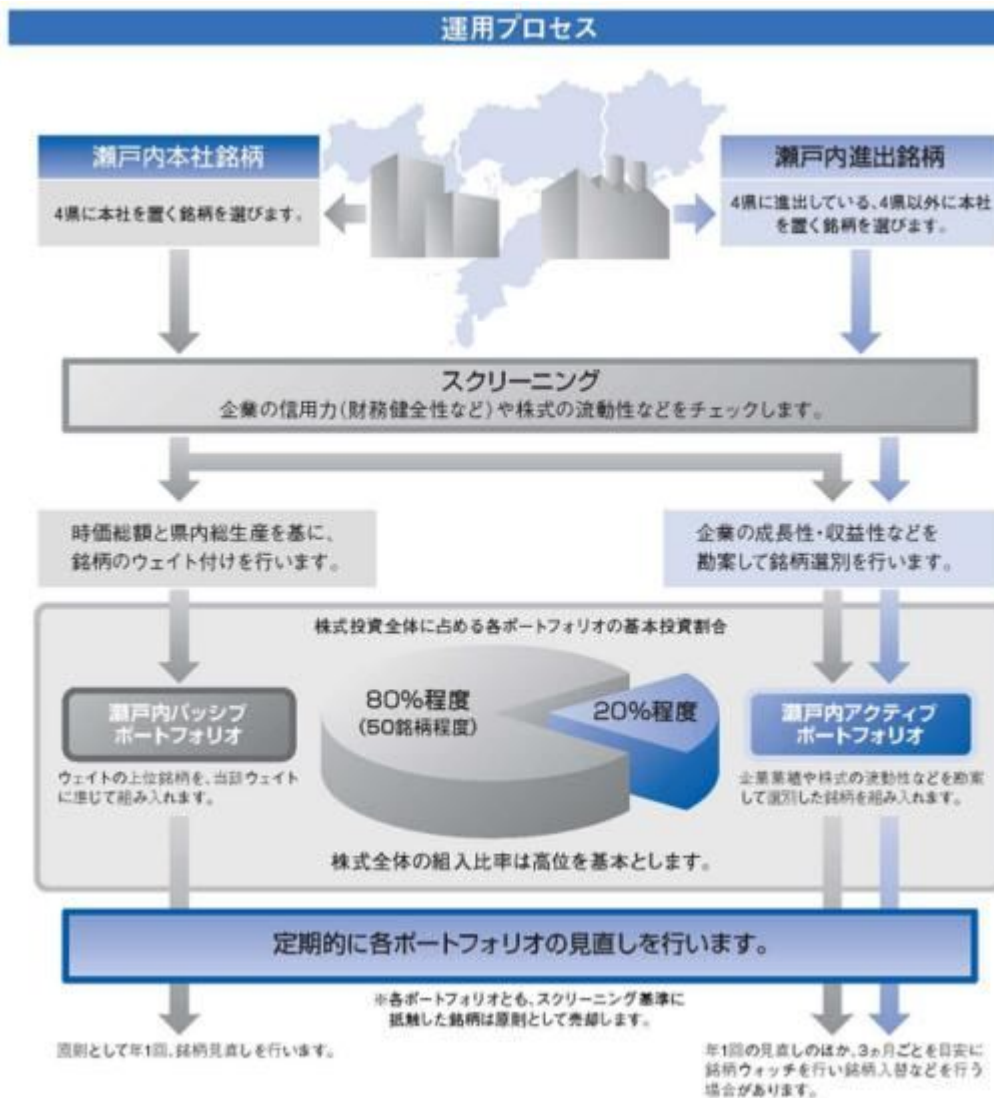 運用プロセス
瀬戸内本社銘柄
4県に本社を置く銘柄を選びます。
瀬戸内進出銘柄
4県に進出している、4県以外に本社
を置く銘柄を選びます。
スクリーニング
企業の信用力(財務健全性など)や株式の流動性などをチェックします。
時価総額と県内総生産を基に、
銘柄のウェイト付けを行います。
企業の成長性・収益性などを
勘案して銘柄選別を行います。
株式投資全体に占める各ポートフォリオの基本投資割合
80%程度
(50銘柄程度)
20%程度
瀬戸内パッシブ
ポートフォリオ
ウェイトの上位銘柄を、当該ウェイト
に応じて組み入れます。
瀬戸内アクティブ
ポートフォリオ
企業業績や株式の流動性などを勘案
して選別した銘柄を組み入れます。
株式全体の組入比率は高位を基本とします。
定期的に各ポートフォリオの見直しを行います。
※各ポートフォリオとも、スクリーニング基準に
抵触した銘柄は原則として売却します。
原則として年1回、銘柄見直しを行います。
年1回の見直しのほか、3ヵ月ごとを目安に
銘柄ウォッチを行い銘柄入替などを行う
場合があります。